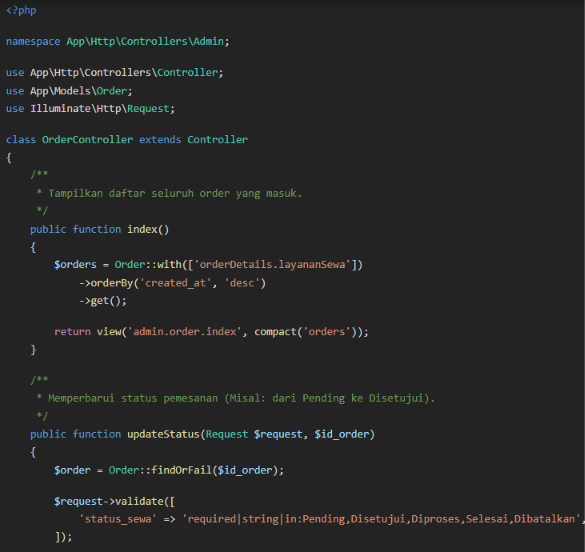 <?php
namespace App\Http\Controllers\Admin;
use App\Http\Controllers\Controller;
use App\Models\Order;
use Illuminate\Http\Request;
class OrderController extends Controller
{
    /**
     * Tampilkan daftar seluruh order yang masuk.
     */
    public function index()
    {
        $orders = Order::with(['orderDetails.layananSewa'])
            ->orderBy('created_at', 'desc')
            ->get();
        return view('admin.order.index', compact('orders'));
    }
    /**
     * Memperbarui status pemesanan (Misal: dari Pending ke Disetujui).
     */
    public function updateStatus(Request $request, $id_order)
    {
        $order = Order::findOrFail($id_order);
        $request->validate([
            'status_sewa' => 'required|string|in:Pending,Disetujui,Diproses,Selesai,Dibatalkan',
        ]);